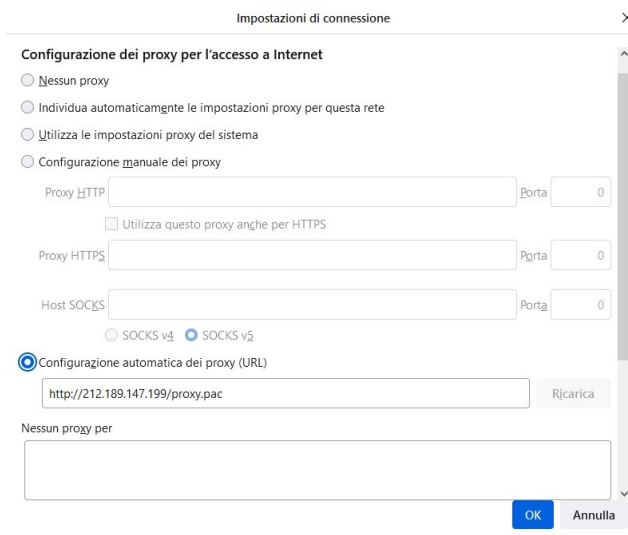 Impostazioni di connessione
Configurazione dei proxy per l'accesso a Internet
Nessun proxy
Individua automaticamente le impostazioni proxy per questa rete
Utilizza le impostazioni proxy del sistema
Configurazione manuale dei proxy
Proxy HTTP Porta 0
Utilizza questo proxy anche per HTTPS
Proxy HTTPS Porta 0
Host SOCKS Porta 0
SOCKS v4 SOCKS v5
Configurazione automatica dei proxy (URL)
http://212.189.147.199/proxy.pac Ricarica
Nessun proxy per
OK Annulla